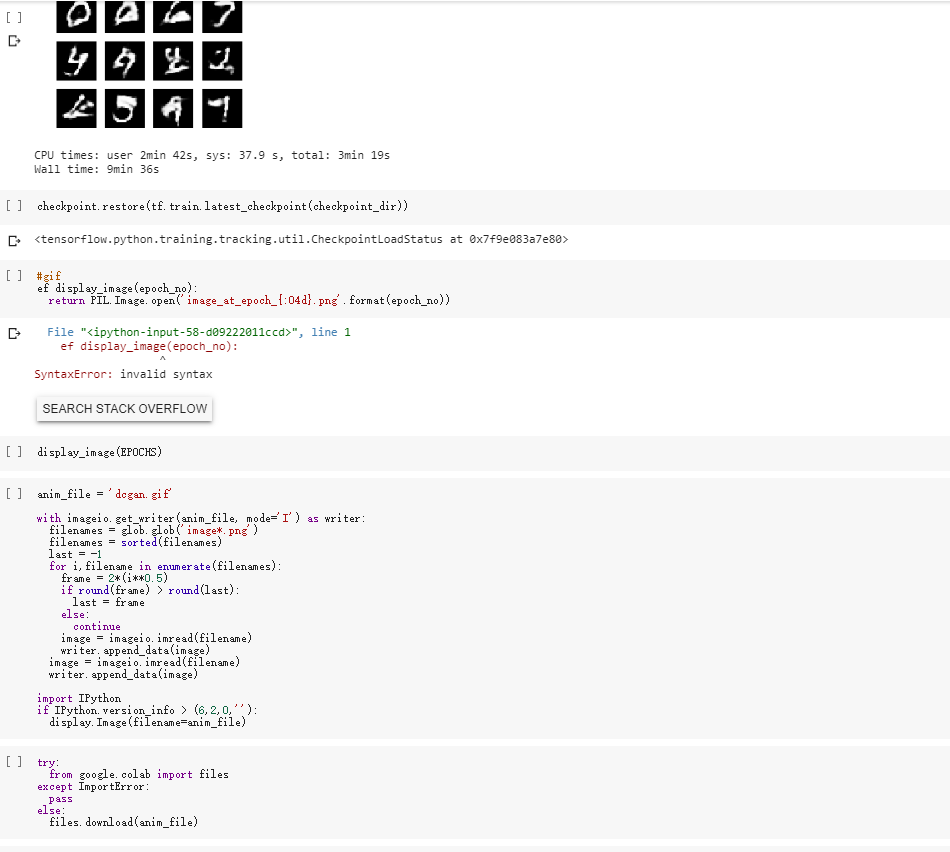 [ ]
CPU times: user 2min 42s, sys: 37.9 s, total: 3min 19s
Wall time: 9min 36s
[ ] checkpoint.restore(tf.train.latest_checkpoint(checkpoint_dir))
<tensorflow.python.training.tracking.util.CheckpointLoadStatus at 0x7f9e083a7e80>
[ ] #gif
ef display_image(epoch_no):
  return PIL.Image.open('image_at_epoch_{:04d}.png'.format(epoch_no))
  File "<ipython-input-58-d09222011ccd>", line 1
    ef display_image(epoch_no):
                   ^
SyntaxError: invalid syntax
SEARCH STACK OVERFLOW
[ ] display_image(EPOCHS)
[ ] anim_file = 'dcgan.gif'
with imageio.get_writer(anim_file, mode='I') as writer:
  filenames = glob.glob('image*.png')
  filenames = sorted(filenames)
  last = -1
  for i,filename in enumerate(filenames):
    frame = 2*(i**0.5)
    if round(frame) > round(last):
      last = frame
    else:
      continue
    image = imageio.imread(filename)
    writer.append_data(image)
  image = imageio.imread(filename)
  writer.append_data(image)
import IPython
if IPython.version_info > (6,2,0,''):
  display.Image(filename=anim_file)
[ ] try:
  from google.colab import files
except ImportError:
  pass
else:
  files.download(anim_file)